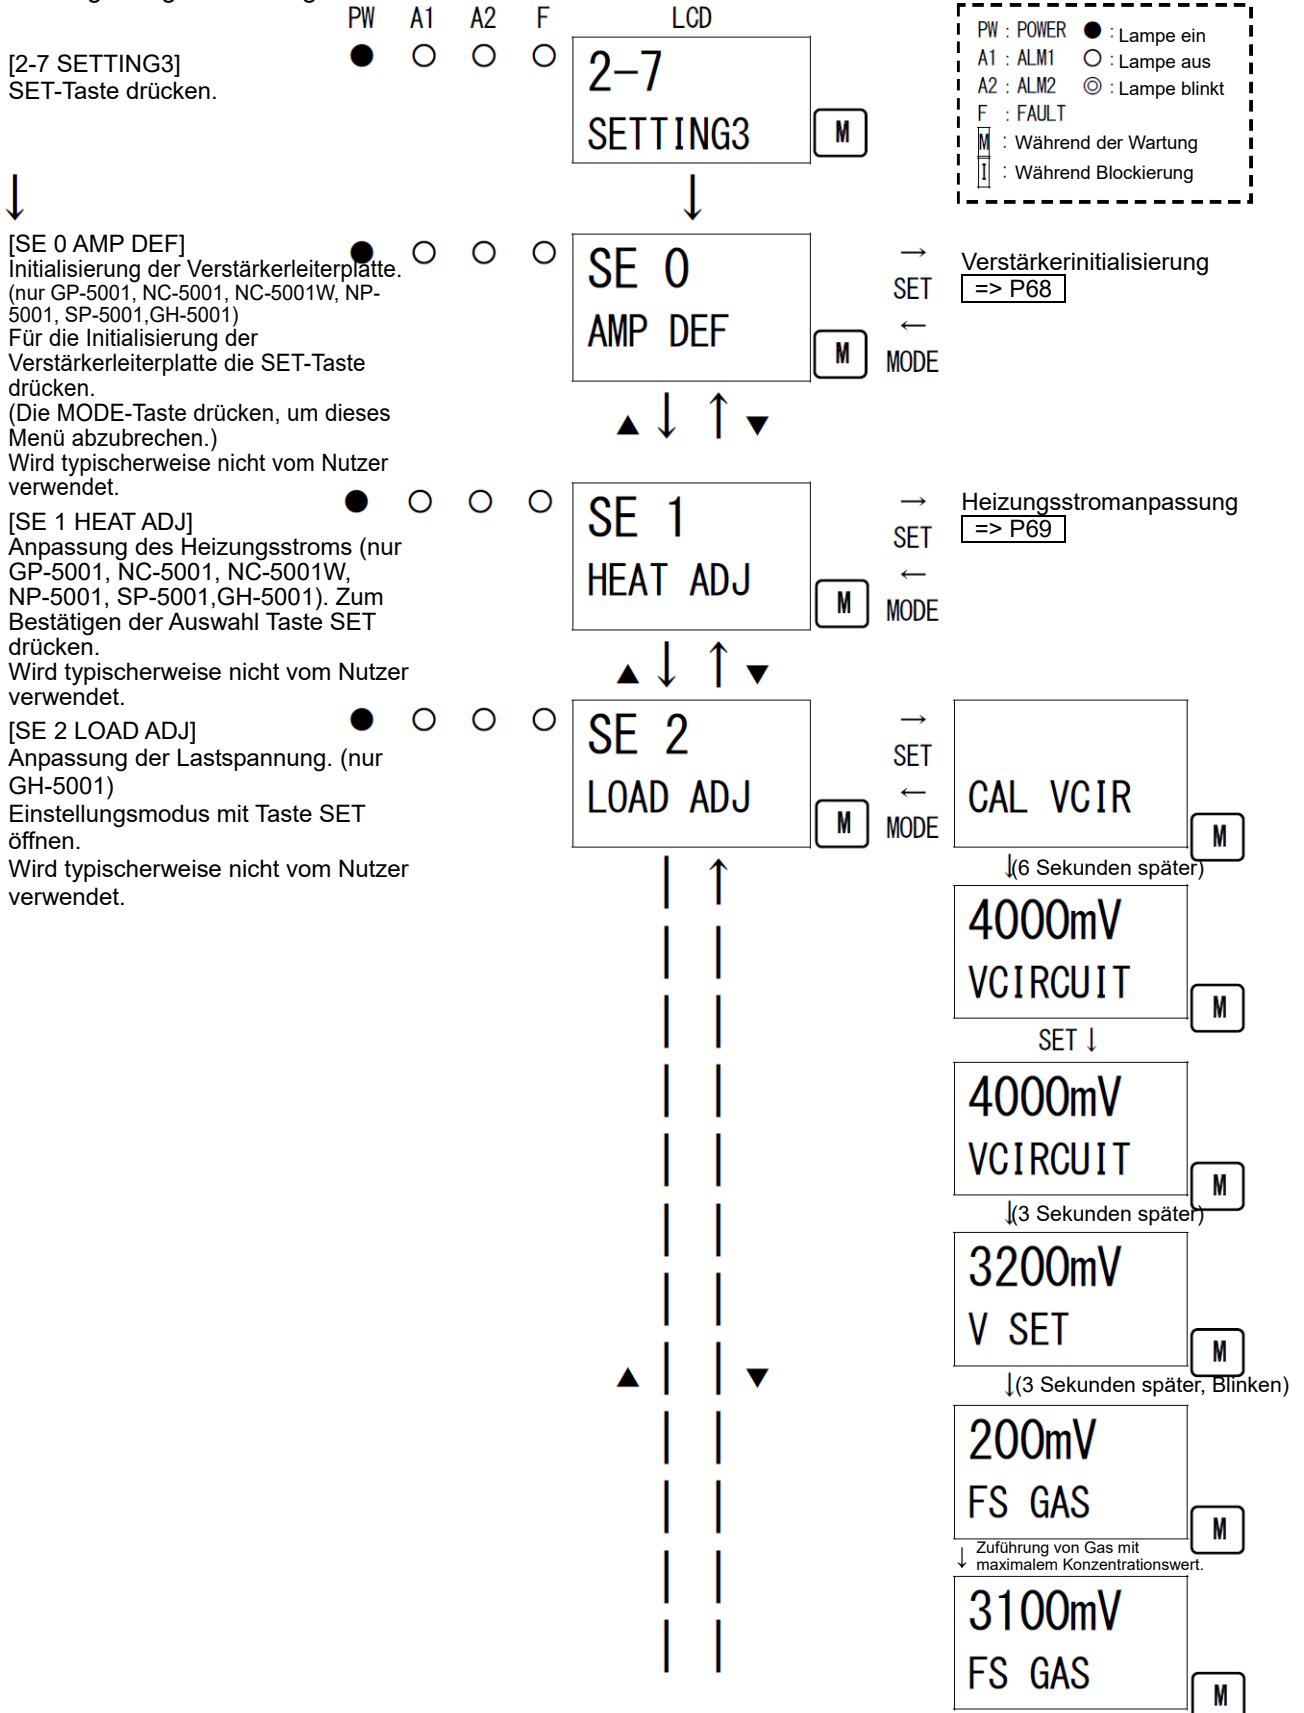 PW A1 A2 F LCD
[2-7 SETTING3]
SET-Taste drücken.
2-7
SETTING3
M
PW : POWER ● : Lampe ein
A1 : ALM1 ○ : Lampe aus
A2 : ALM2 ◎ : Lampe blinkt
F : FAULT
M : Während der Wartung
I : Während Blockierung
↓
↓
[SE 0 AMP DEF]
Initialisierung der Verstärkerleiterplatte.
(nur GP-5001, NC-5001, NC-5001W, NP-
5001, SP-5001,GH-5001)
Für die Initialisierung der
Verstärkerleiterplatte die SET-Taste
drücken.
(Die MODE-Taste drücken, um dieses
Menü abzubrechen.)
Wird typischerweise nicht vom Nutzer
verwendet.
SE 0
AMP DEF
M
→
SET
←
MODE
Verstärkerinitialisierung
=> P68
▲ ↓ ↑ ▼
[SE 1 HEAT ADJ]
Anpassung des Heizungsstroms (nur
GP-5001, NC-5001, NC-5001W,
NP-5001, SP-5001,GH-5001). Zum
Bestätigen der Auswahl Taste SET
drücken.
Wird typischerweise nicht vom Nutzer
verwendet.
SE 1
HEAT ADJ
M
→
SET
←
MODE
Heizungsstromanpassung
=> P69
▲ ↓ ↑ ▼
[SE 2 LOAD ADJ]
Anpassung der Lastspannung. (nur
GH-5001)
Einstellungsmodus mit Taste SET
öffnen.
Wird typischerweise nicht vom Nutzer
verwendet.
SE 2
LOAD ADJ
M
→
SET
←
MODE
CAL VCIR
M
↓(6 Sekunden später)
4000mV
VCIRCUIT
M
SET ↓
4000mV
VCIRCUIT
M
↓(3 Sekunden später)
3200mV
V SET
M
▲ ▼
↓(3 Sekunden später, Blinken)
200mV
FS GAS
M
↓ Zuführung von Gas mit
maximalem Konzentrationswert.
3100mV
FS GAS
M